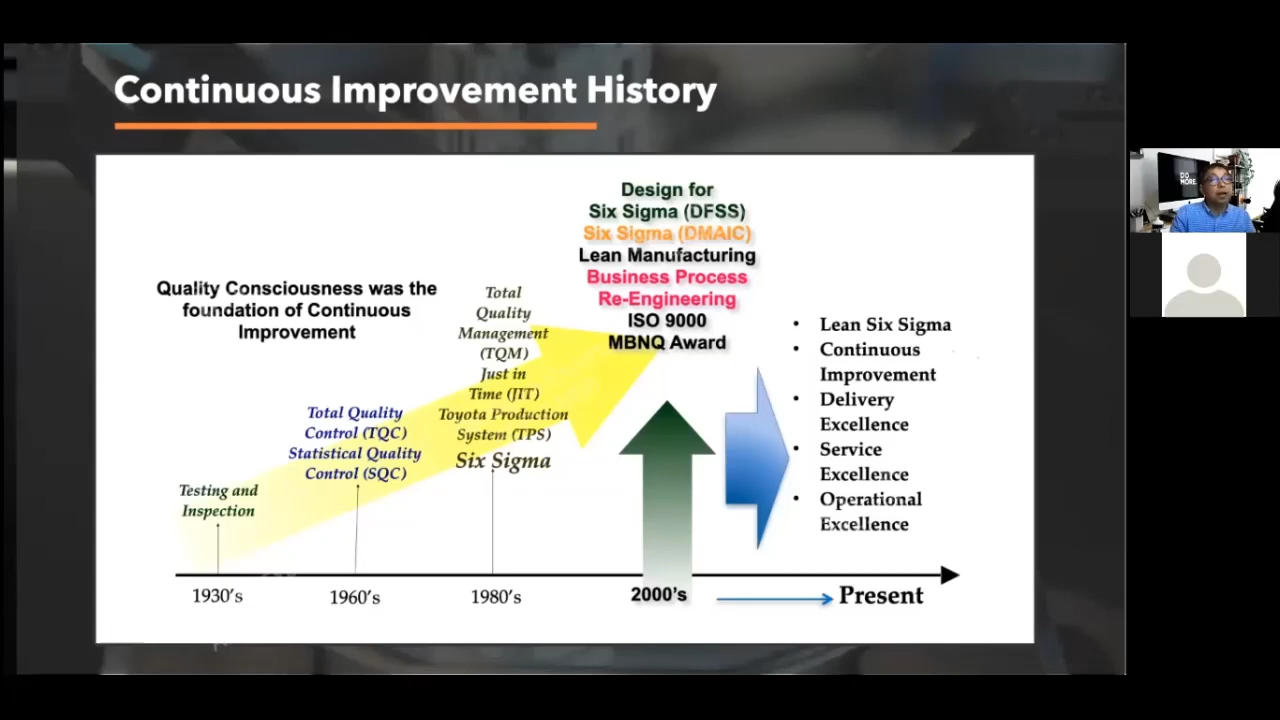 Continuous Improvement History
Design for
Six Sigma (DFSS)
Six Sigma (DMAIC)
Lean Manufacturing
Business Process
Re-Engineering
ISO 9000
MBNQ Award
Quality Consciousness was the
foundation of Continuous
Improvement
Total
Quality
Management
(TQM)
Just in
Time (JIT)
Toyota Production
System (TPS)
Six Sigma
Total Quality
Control (TQC)
Statistical Quality
Control (SQC)
Testing and
Inspection
• Lean Six Sigma
• Continuous
Improvement
• Delivery
Excellence
• Service
Excellence
• Operational
Excellence
1930's
1960's
1980's
2000's
Present
DO
MORE.